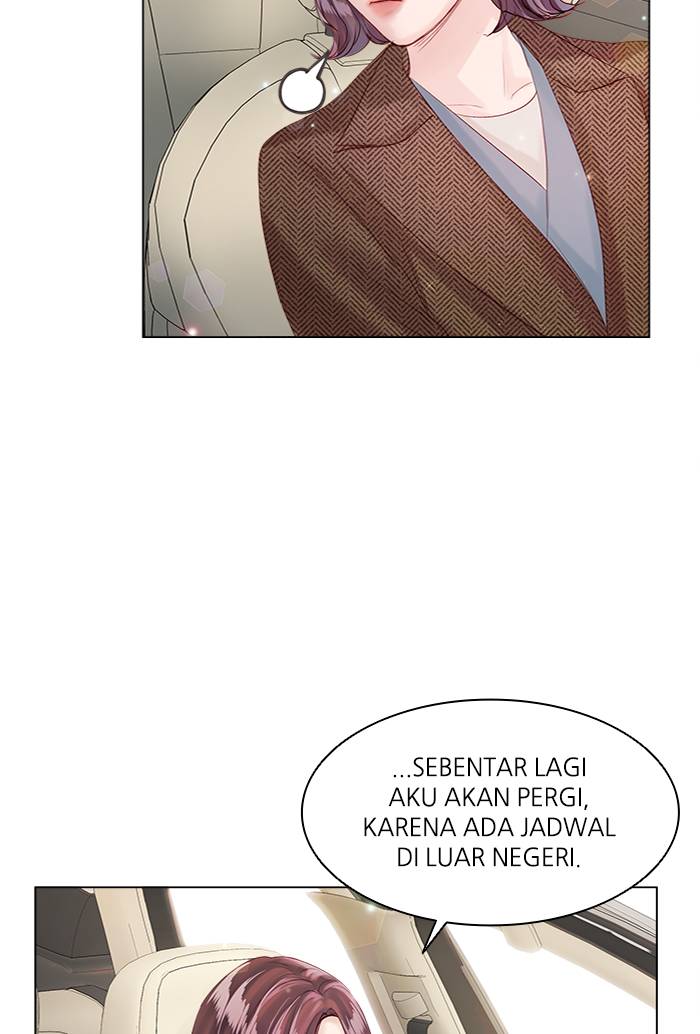 ...SEBENTAR LAGI
AKU AKAN PERGI,
KARENA ADA JADWAL
DI LUAR NEGERI.